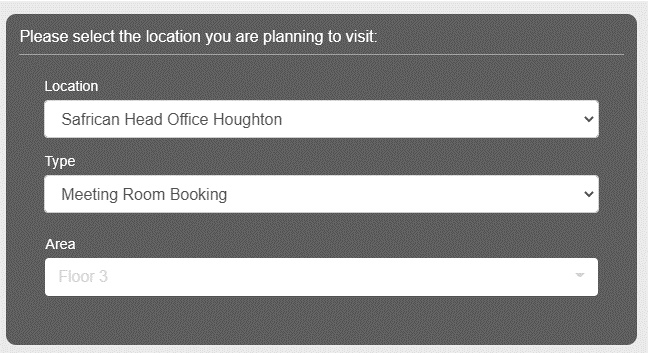 Please select the location you are planning to visit:
Location
Safrican Head Office Houghton
Type
Meeting Room Booking
Area
Floor 3